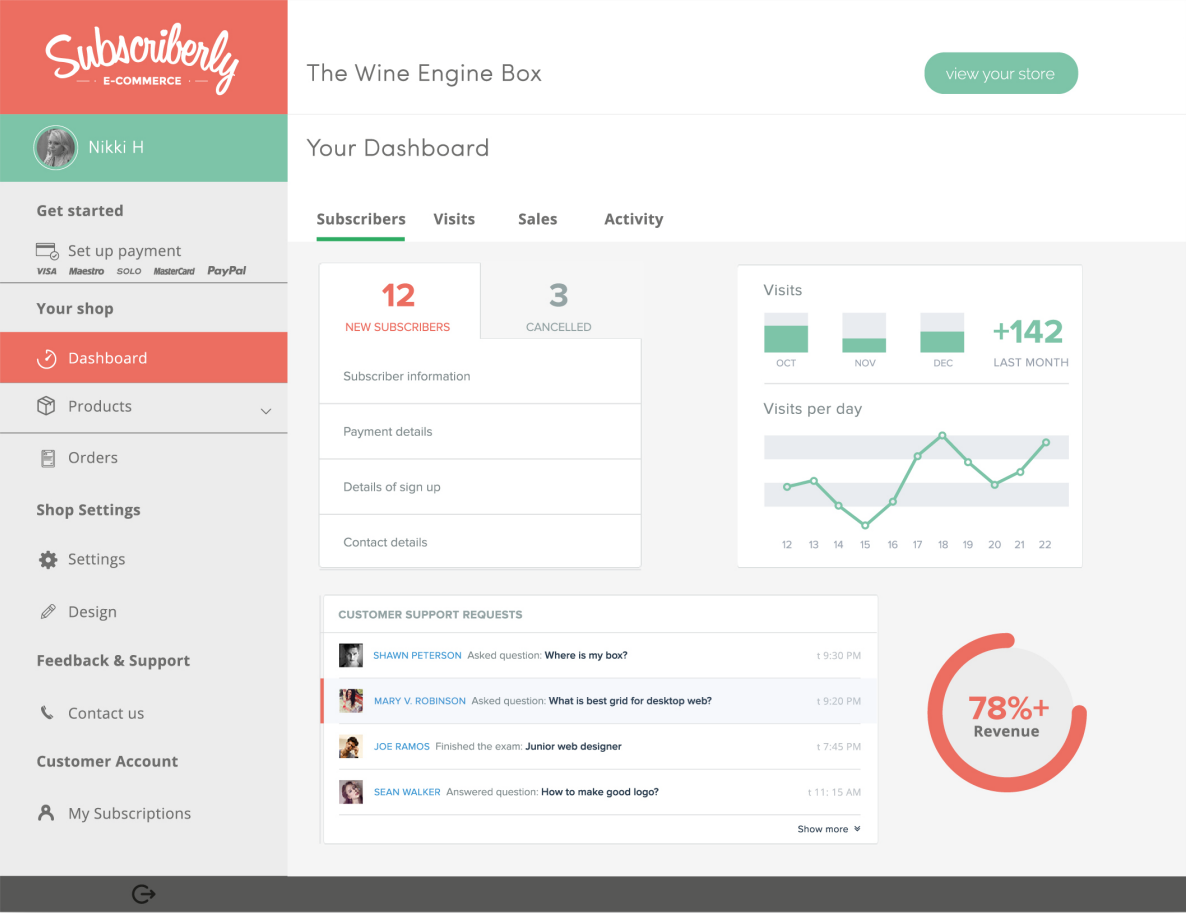 Subscriberly
E-COMMERCE
The Wine Engine Box
view your store
Nikki H
Your Dashboard
Get started
Set up payment
VISA Maestro SOLO MasterCard PayPal
Your shop
Dashboard
Products
Orders
Shop Settings
Settings
Design
Feedback & Support
Contact us
Customer Account
My Subscriptions
Subscribers Visits Sales Activity
12
NEW SUBSCRIBERS
3
CANCELLED
Subscriber information
Payment details
Details of sign up
Contact details
Visits
OCT NOV DEC
+142
LAST MONTH
Visits per day
12 13 14 15 16 17 18 19 20 21 22
CUSTOMER SUPPORT REQUESTS
SHAWN PETERSON Asked question: Where is my box? t 9:30 PM
MARY V. ROBINSON Asked question: What is best grid for desktop web? t 9:20 PM
JOE RAMOS Finished the exam: Junior web designer t 7:45 PM
SEAN WALKER Answered question: How to make good logo? t 11: 15 AM
Show more
78%+
Revenue